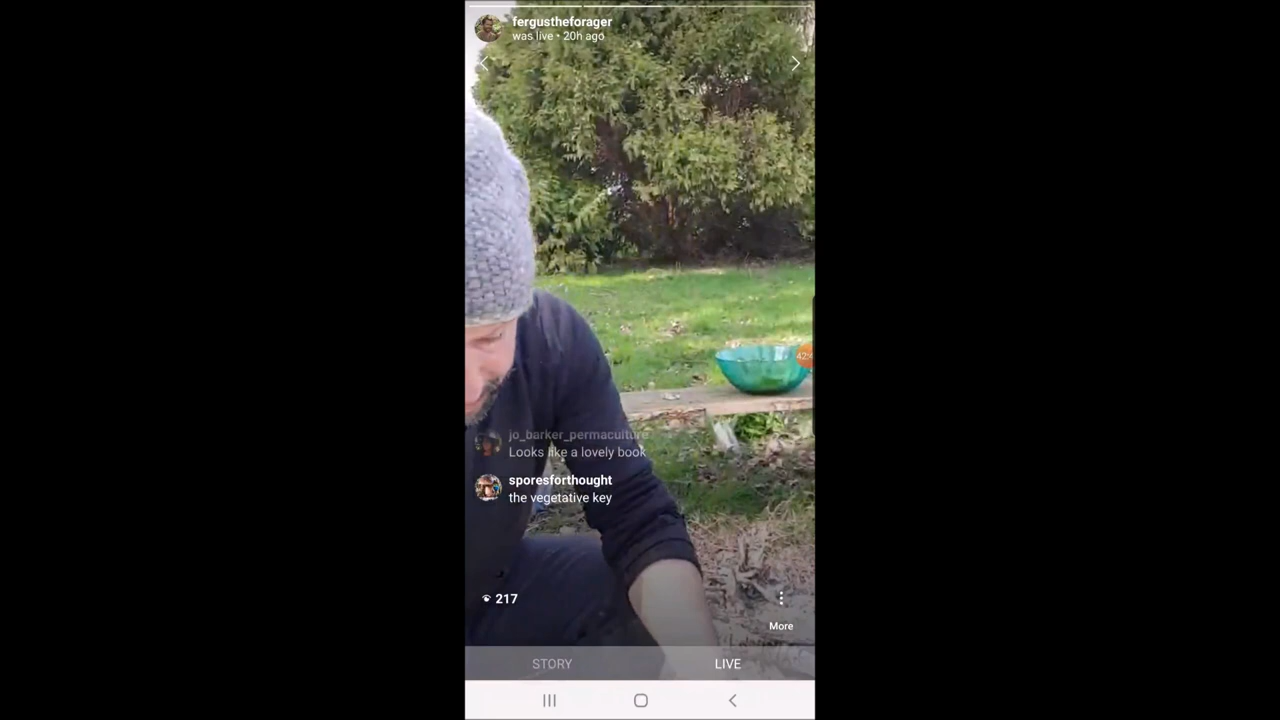 fergustheforager
was live • 20h ago
jo_barker_permaculture
Looks like a lovely book
sporesforthought
the vegetative key
217
More
STORY
LIVE